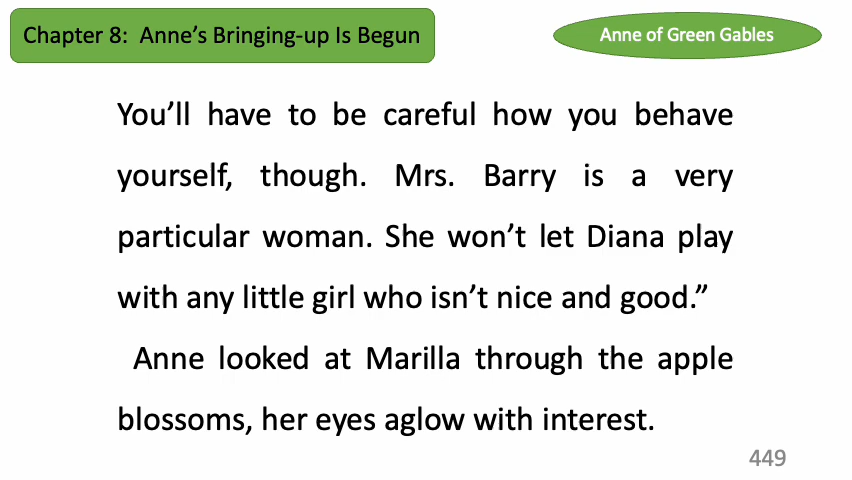 Chapter 8:  Anne’s Bringing-up Is Begun
Anne of Green Gables
You’ll have to be careful how you behave
yourself, though. Mrs. Barry is a very
particular woman. She won’t let Diana play
with any little girl who isn’t nice and good.”
Anne looked at Marilla through the apple
blossoms, her eyes aglow with interest.
449